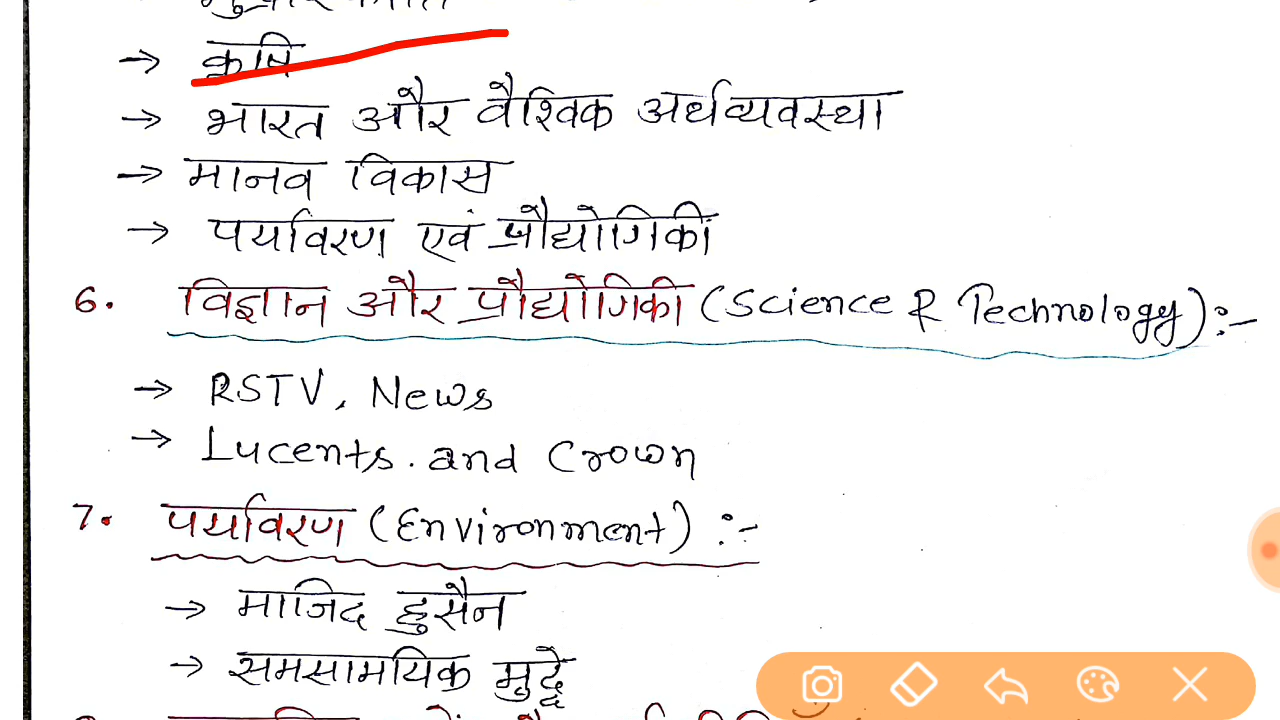 → कृषि
→ भारत और वैश्विक अर्थव्यवस्था
→ मानव विकास
→ पर्यावरण एवं प्रौद्योगिकी
6. विज्ञान और प्रौद्योगिकी (Science & Technology):-
→ RSTV, News
→ Lucents. and Crown
7. पर्यावरण (Environment) :-
→ माजिद हुसैन
→ समसामयिक मुद्दे